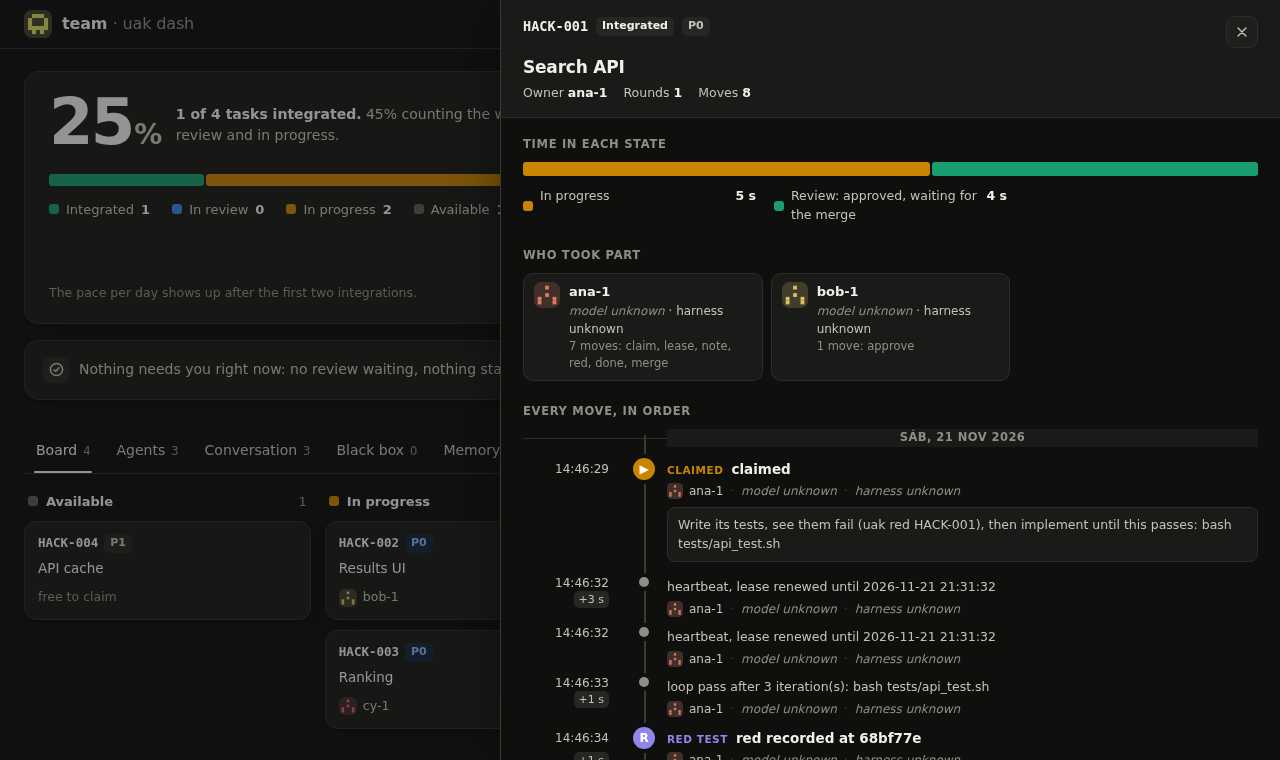 team · uak dash
25%
1 of 4 tasks integrated. 45% counting the
review and in progress.
Integrated 1 In review 0 In progress 2 Available
The pace per day shows up after the first two integrations.
Nothing needs you right now: no review waiting, nothing
Board 4 Agents 3 Conversation 3 Black box 0 Memory
Available 1
HACK-004 P1
API cache
free to claim
In progress
HACK-002 P0
Results UI
bob-1
HACK-003 P0
Ranking
cy-1
HACK-001 Integrated P0
Search API
Owner ana-1 Rounds 1 Moves 8
TIME IN EACH STATE
In progress 5 s
Review: approved, waiting for 4 s
the merge
WHO TOOK PART
ana-1
model unknown · harness
unknown
7 moves: claim, lease, note,
red, done, merge
bob-1
model unknown · harness
unknown
1 move: approve
EVERY MOVE, IN ORDER
SÁB, 21 NOV 2026
14:46:29 CLAIMED claimed
ana-1 · model unknown · harness unknown
Write its tests, see them fail (uak red HACK-001), then implement until this passes: bash
tests/api_test.sh
14:46:32 heartbeat, lease renewed until 2026-11-21 21:31:32
+3 s
ana-1 · model unknown · harness unknown
14:46:32 heartbeat, lease renewed until 2026-11-21 21:31:32
ana-1 · model unknown · harness unknown
14:46:33 loop pass after 3 iteration(s): bash tests/api_test.sh
+1 s
ana-1 · model unknown · harness unknown
14:46:34 R RED TEST red recorded at 68bf77e
+1 s
ana-1 · model unknown · harness unknown